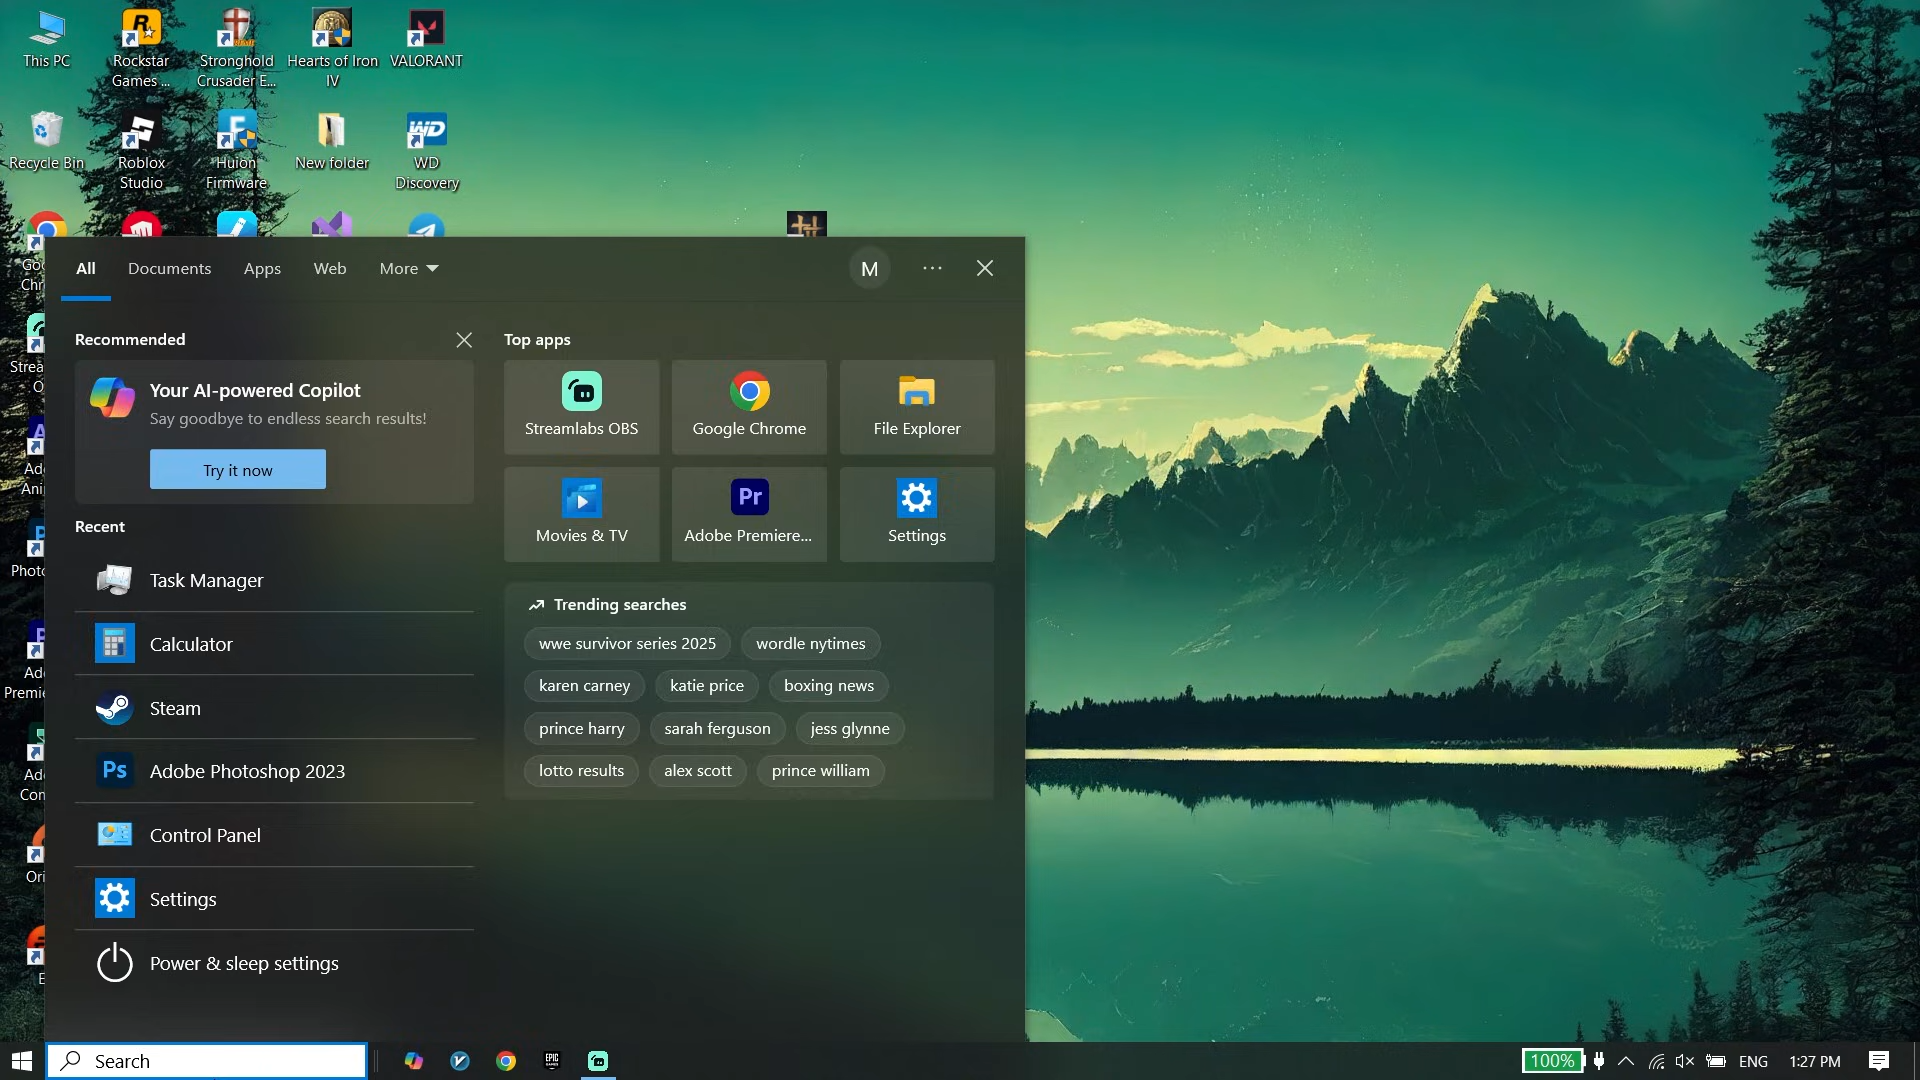 This PC
Rockstar
Games ...
Stronghold
Crusader E...
Hearts of Iron
IV
VALORANT
Recycle Bin
Roblox
Studio
Huion
Firmware
New folder
WD
WD
Discovery
All
Documents
Apps
Web
More
M
Recommended
Your AI-powered Copilot
Say goodbye to endless search results!
Try it now
Recent
Task Manager
Calculator
Steam
Ps
Adobe Photoshop 2023
Control Panel
Settings
Power & sleep settings
Top apps
Streamlabs OBS
Google Chrome
File Explorer
Movies & TV
Pr
Adobe Premiere...
Settings
Trending searches
wwe survivor series 2025
wordle nytimes
karen carney
katie price
boxing news
prince harry
sarah ferguson
jess glynne
lotto results
alex scott
prince william
Search
EPIC
GAMES
100%
ENG
1:27 PM